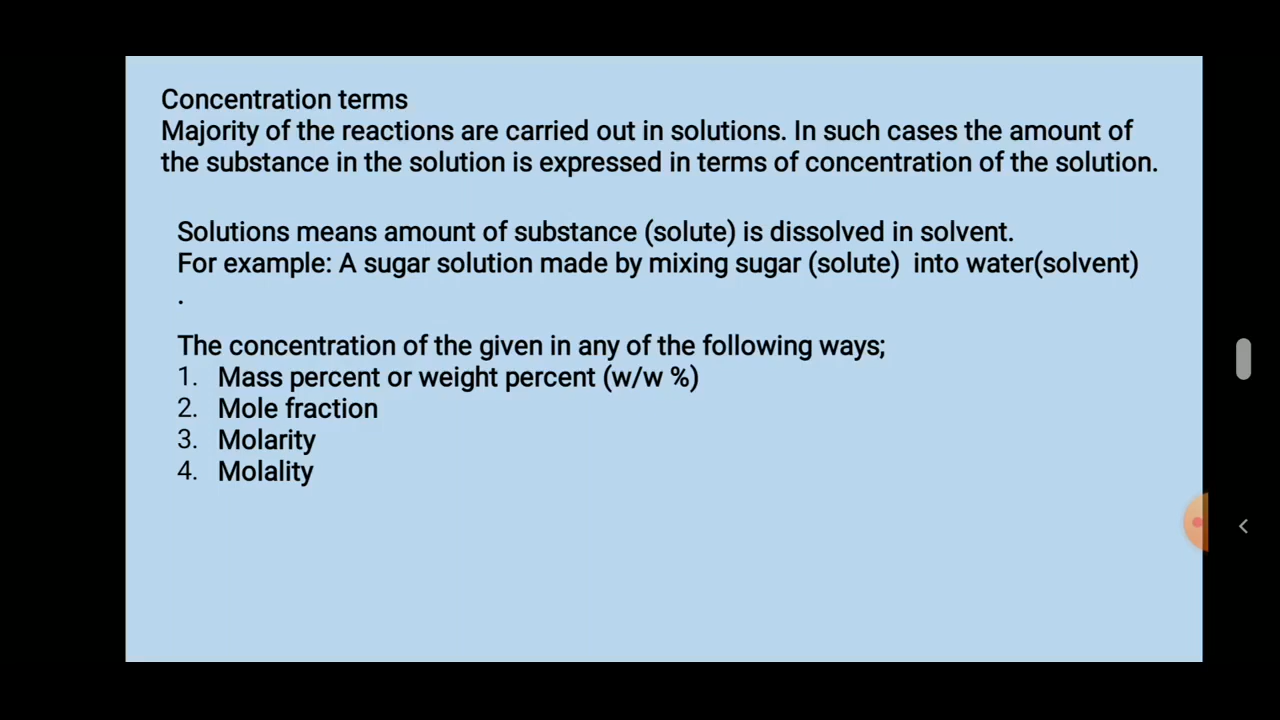 Concentration terms
Majority of the reactions are carried out in solutions. In such cases the amount of
the substance in the solution is expressed in terms of concentration of the solution.
Solutions means amount of substance (solute) is dissolved in solvent.
For example: A sugar solution made by mixing sugar (solute)  into water(solvent)
.
The concentration of the given in any of the following ways;
1. Mass percent or weight percent (w/w %)
2. Mole fraction
3. Molarity
4. Molality